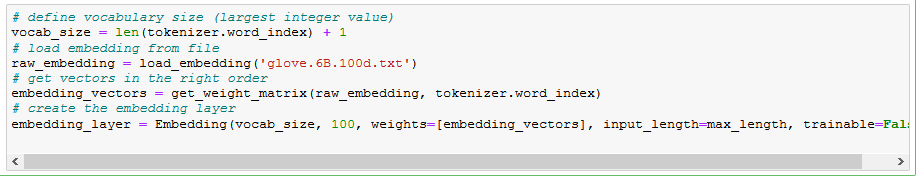 # define vocabulary size (largest integer value)
vocab_size = len(tokenizer.word_index) + 1
# load embedding from file
raw_embedding = load_embedding('glove.6B.100d.txt')
# get vectors in the right order
embedding_vectors = get_weight_matrix(raw_embedding, tokenizer.word_index)
# create the embedding layer
embedding_layer = Embedding(vocab_size, 100, weights=[embedding_vectors], input_length=max_length, trainable=Fal